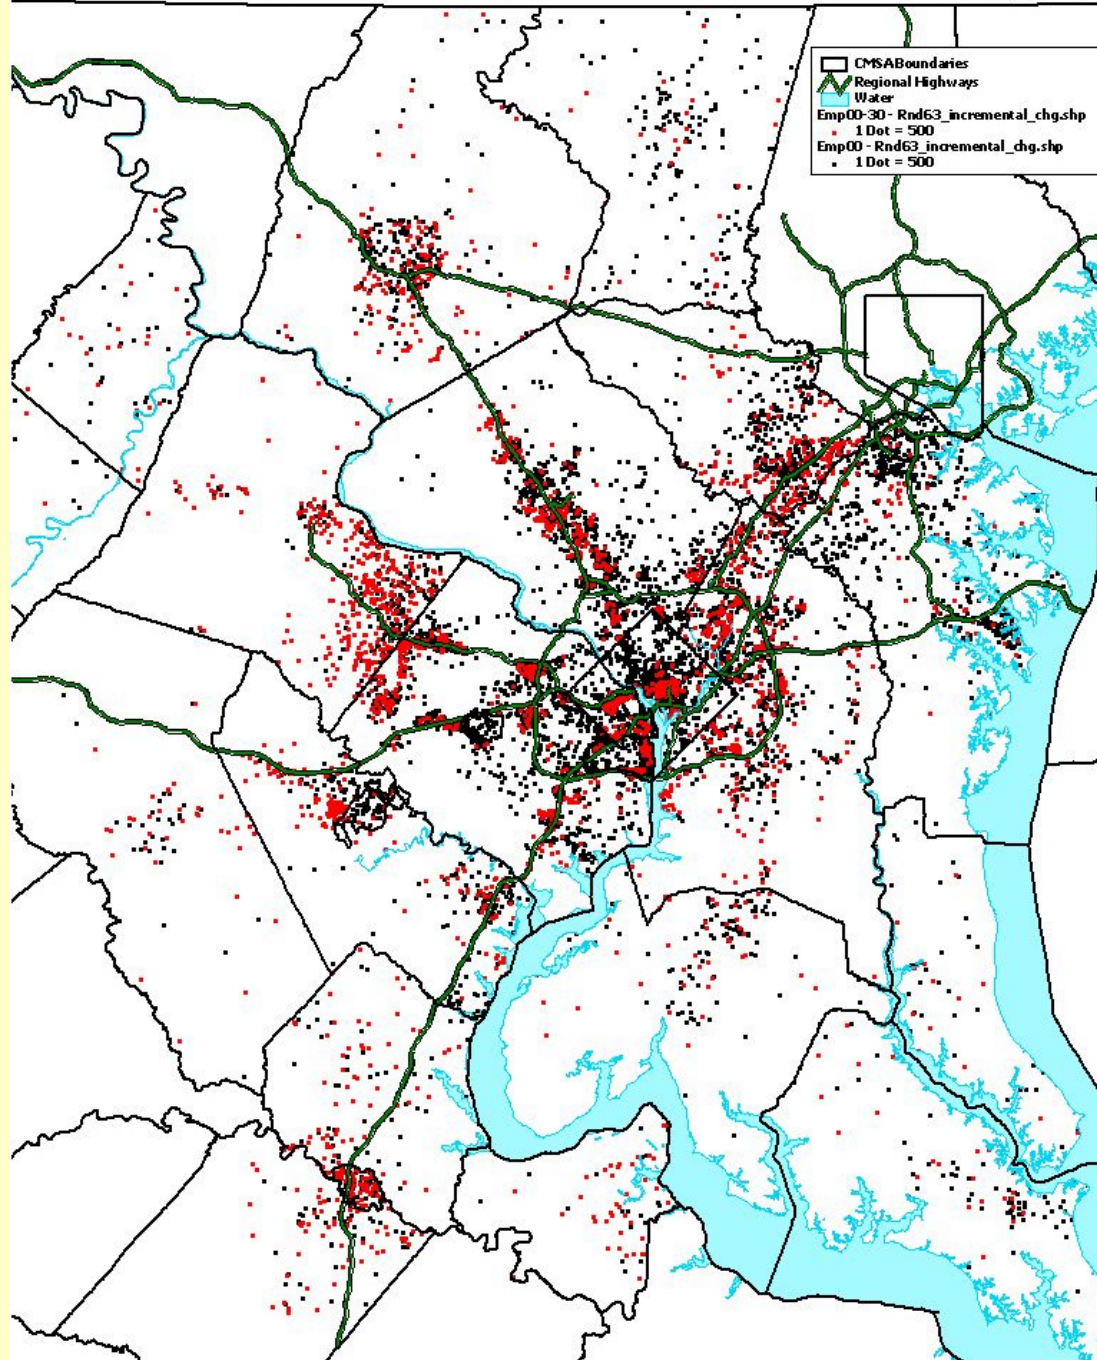 CMSABoundaries
Regional Highways
Water
Emp00-30 - Rnd63_incremental_chg.shp
1 Dot = 500
Emp00 - Rnd63_incremental_chg.shp
1 Dot = 500